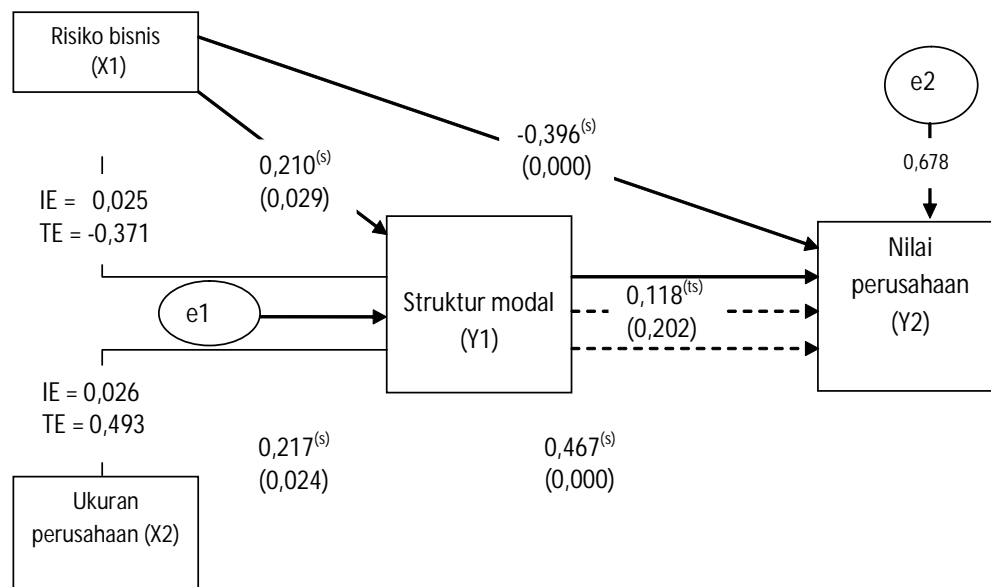 Risiko bisnis
(X1)
e2
-0,396(s)
(0,000)
0,678
0,210(s)
(0,029)
IE = 0,025
TE = -0,371
Nilai
perusahaan
(Y2)
Struktur modal
(Y1)
e1
0,118(ts)
(0,202)
IE = 0,026
TE = 0,493
0,217(s)
(0,024)
0,467(s)
(0,000)
Ukuran
perusahaan (X2)